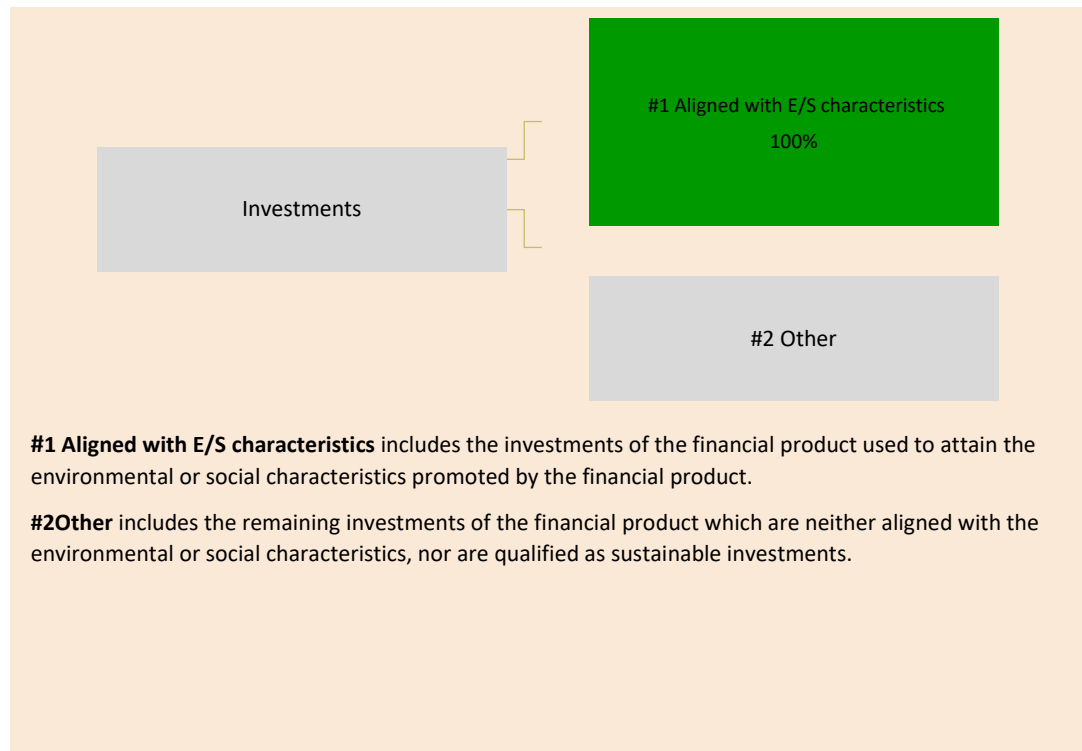 #1 Aligned with E/S characteristics
100%
Investments
#2 Other
#1 Aligned with E/S characteristics includes the investments of the financial product used to attain the
environmental or social characteristics promoted by the financial product.
#2Other includes the remaining investments of the financial product which are neither aligned with the
environmental or social characteristics, nor are qualified as sustainable investments.